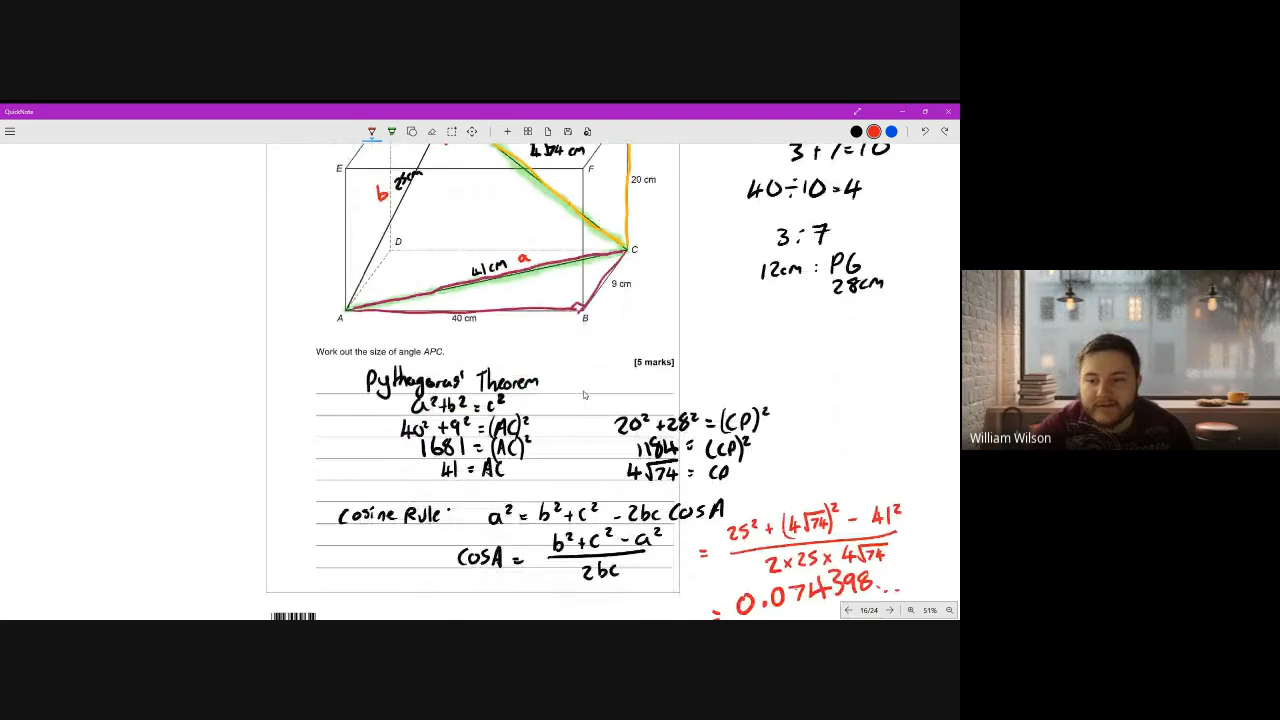 QuickNote
4√74 cm
E
F
25cm
b
20 cm
D
C
41cm
a
9 cm
A
40 cm
B
Work out the size of angle APC.
[5 marks]
Pythagoras' Theorem
a²+b² = c²
40² + 9² = (AC)²
1681 = (AC)²
41 = AC
20² + 28² = (CP)²
1184 = (CP)²
4√74 = CP
Cosine Rule: a² = b² + c² - 2bc CosA
CosA = b² + c² - a² / 2bc
= 25² + (4√74)² - 41² / 2 x 25 x 4√74
= 0.074398...
3 + 7 = 10
40 ÷ 10 = 4
3 : 7
12cm : PG
28cm
16/24
51%
William Wilson